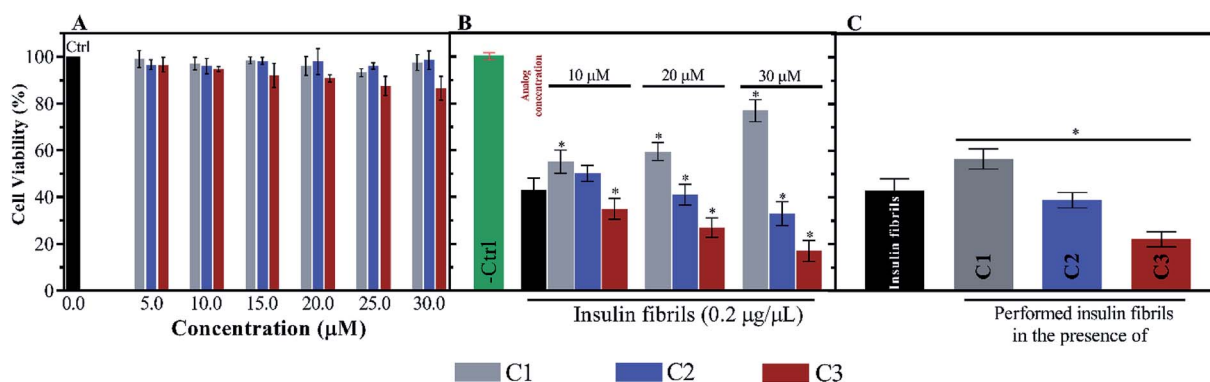 A
Ctrl
Cell Viability (%)
100
80
60
40
20
0
0.0
5.0
10.0
15.0
20.0
25.0
30.0
Concentration (μM)
B
Analog
concentration
10 μM
20 μM
30 μM
*
*
*
*
*
*
*
*
-Ctrl
Insulin fibrils (0.2 μg/μL)
C
*
Insulin fibrils
C1
C2
C3
Performed insulin fibrils
in the presence of
C1
C2
C3